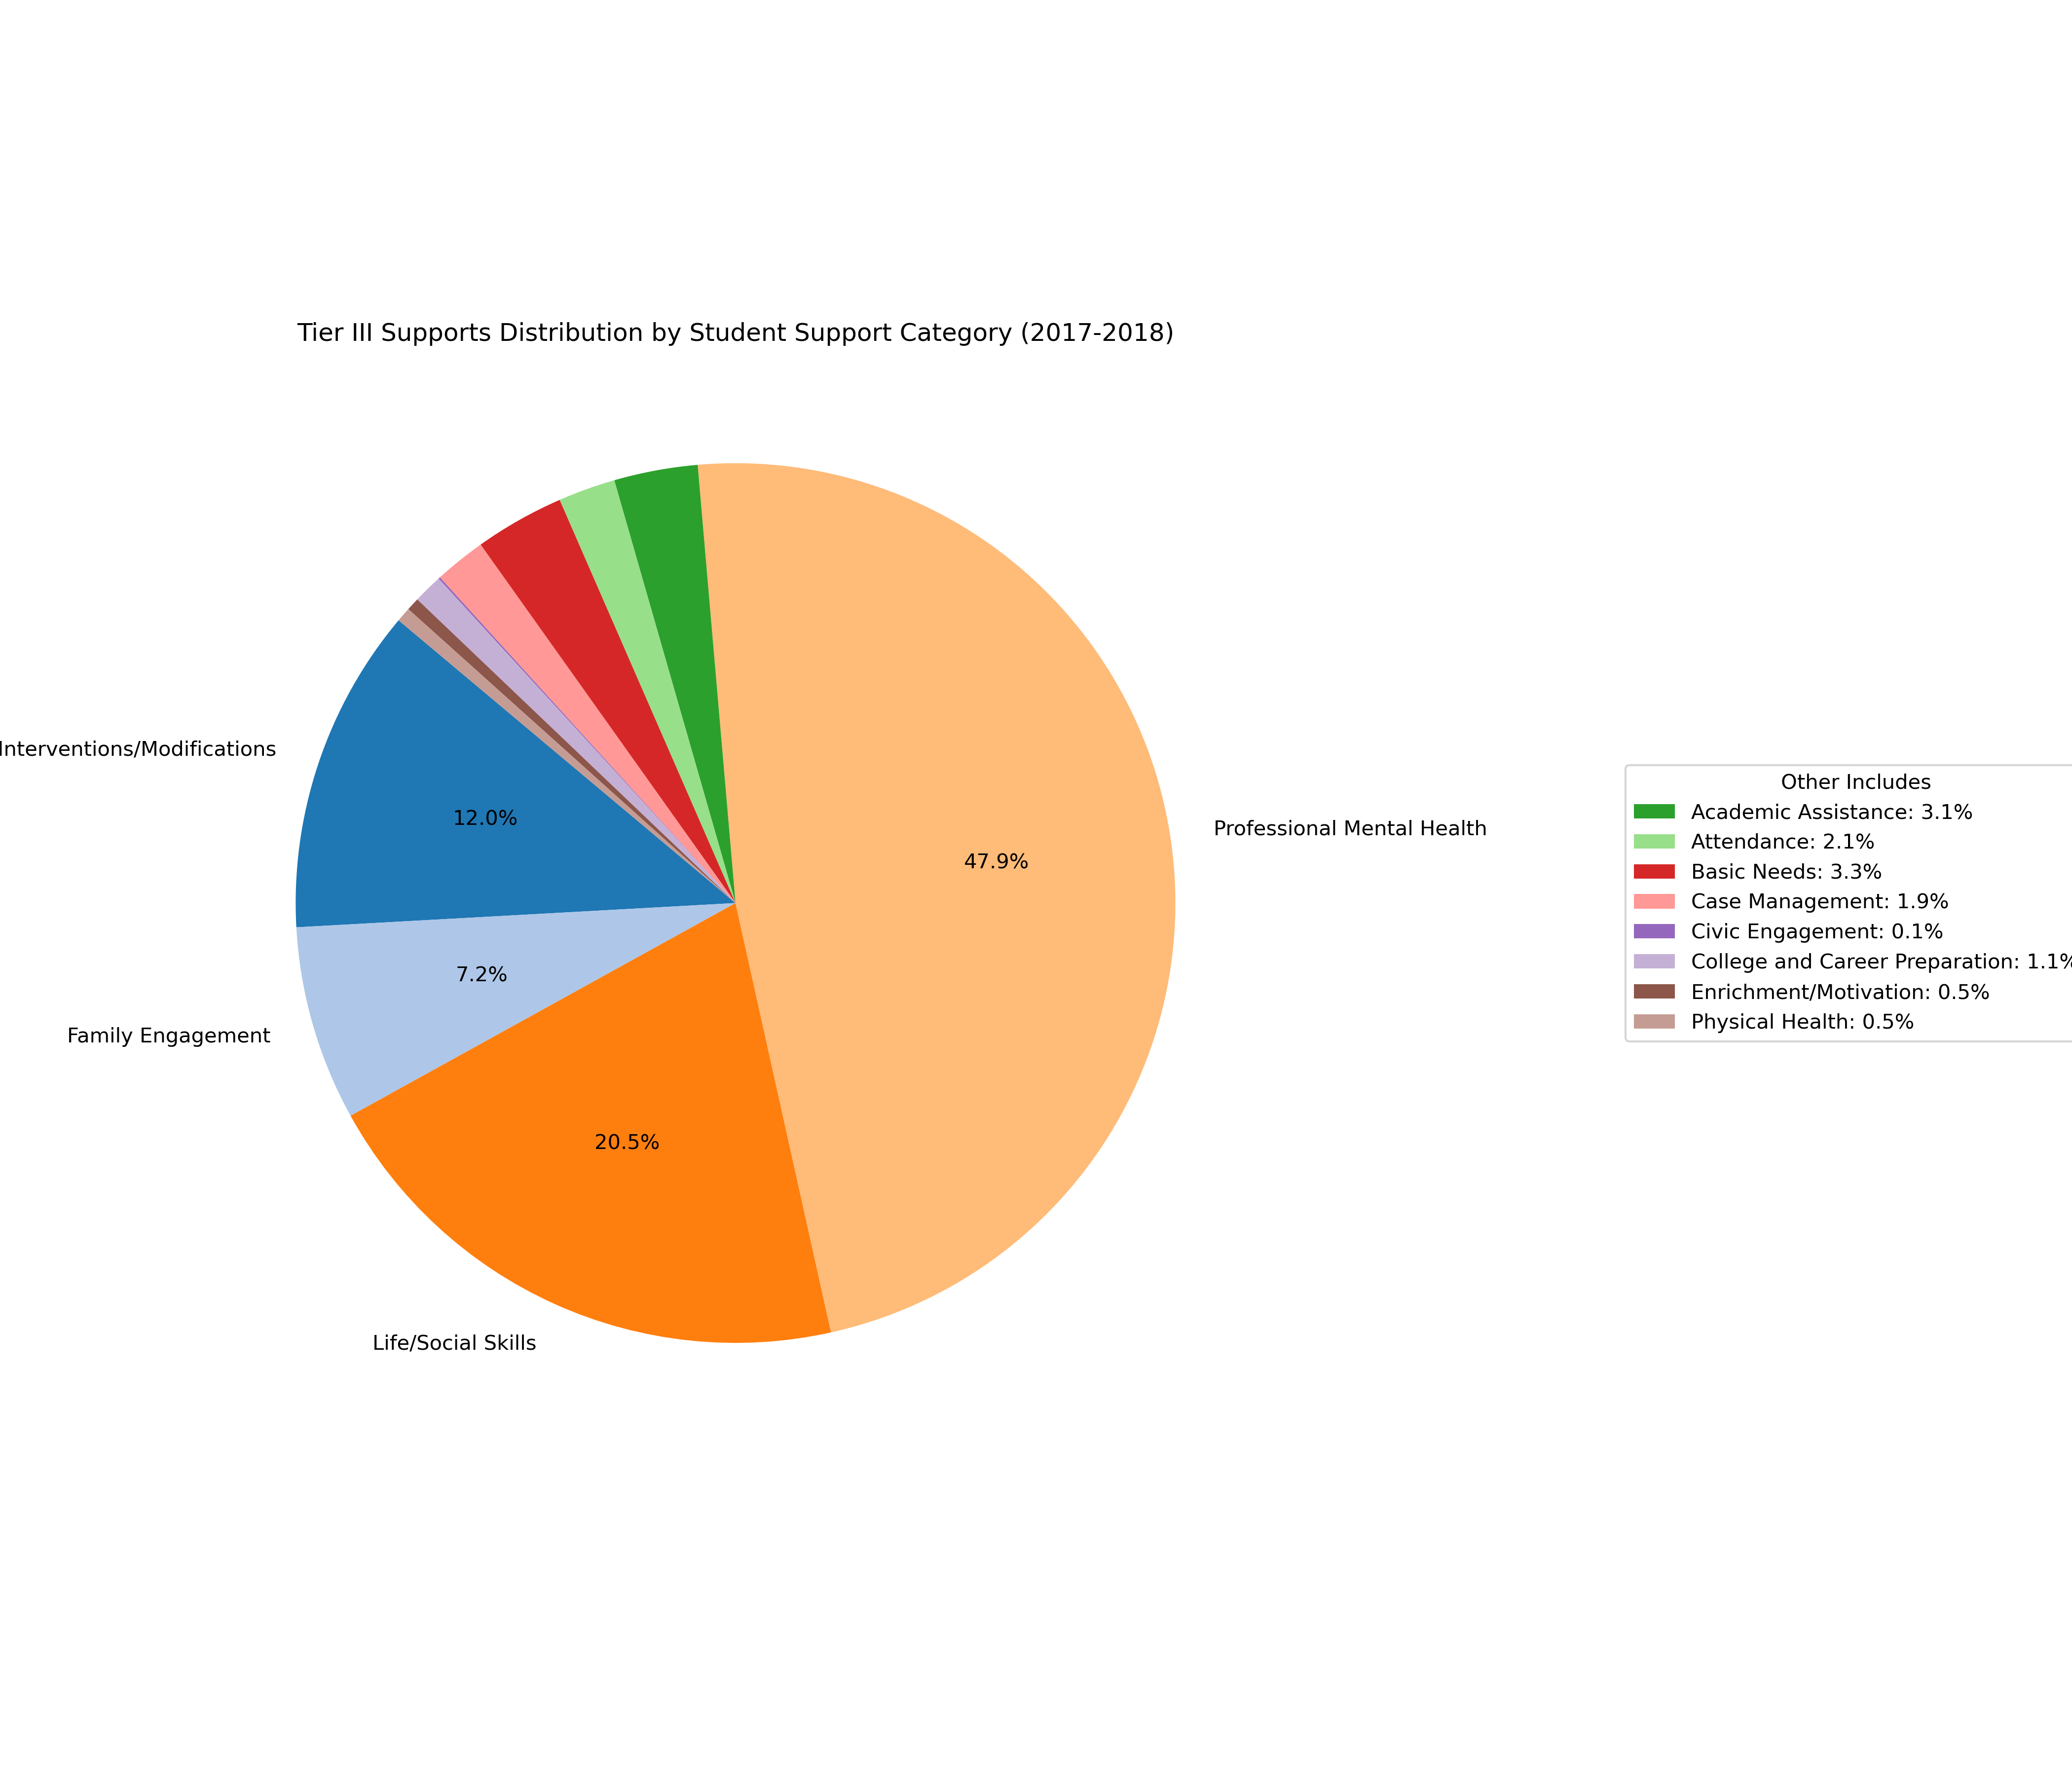 Tier III Supports Distribution by Student Support Category (2017-2018)
Interventions/Modifications
12.0%
7.2%
Family Engagement
20.5%
Life/Social Skills
47.9%
Professional Mental Health
Other Includes
Academic Assistance: 3.1%
Attendance: 2.1%
Basic Needs: 3.3%
Case Management: 1.9%
Civic Engagement: 0.1%
College and Career Preparation: 1.1%
Enrichment/Motivation: 0.5%
Physical Health: 0.5%